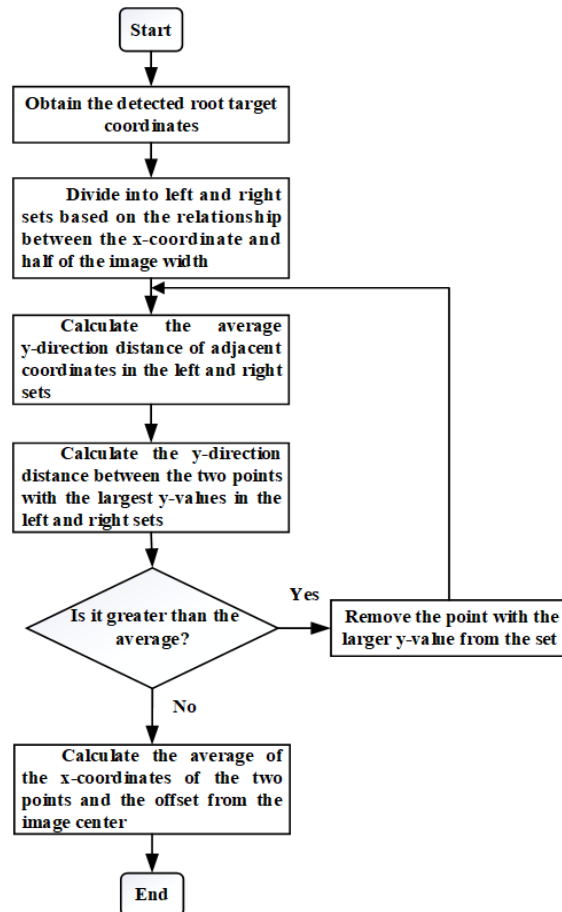 Start
Obtain the detected root target
coordinates
Divide into left and right
sets based on the relationship
between the x-coordinate and
half of the image width
Calculate the average
y-direction distance of adjacent
coordinates in the left and right
sets
Calculate the y-direction
distance between the two points
with the largest y-values in the
left and right sets
Is it greater than the
average?
Yes
Remove the point with the
larger y-value from the set
No
Calculate the average of
the x-coordinates of the two
points and the offset from the
image center
End